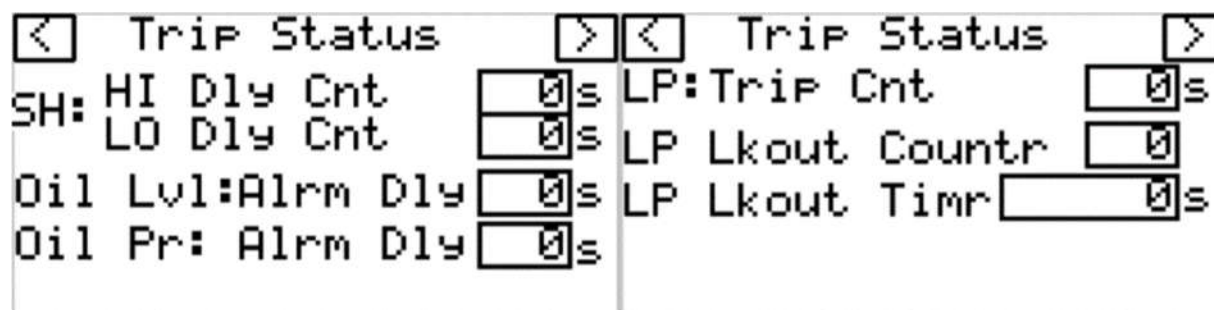 < Trip Status >
SH: HI Dly Cnt 0s
LO Dly Cnt 0s
Oil Lvl:Alrm Dly 0s
Oil Pr: Alrm Dly 0s
< Trip Status >
LP:Trip Cnt 0s
LP Lkout Countr 0
LP Lkout Timr 0s